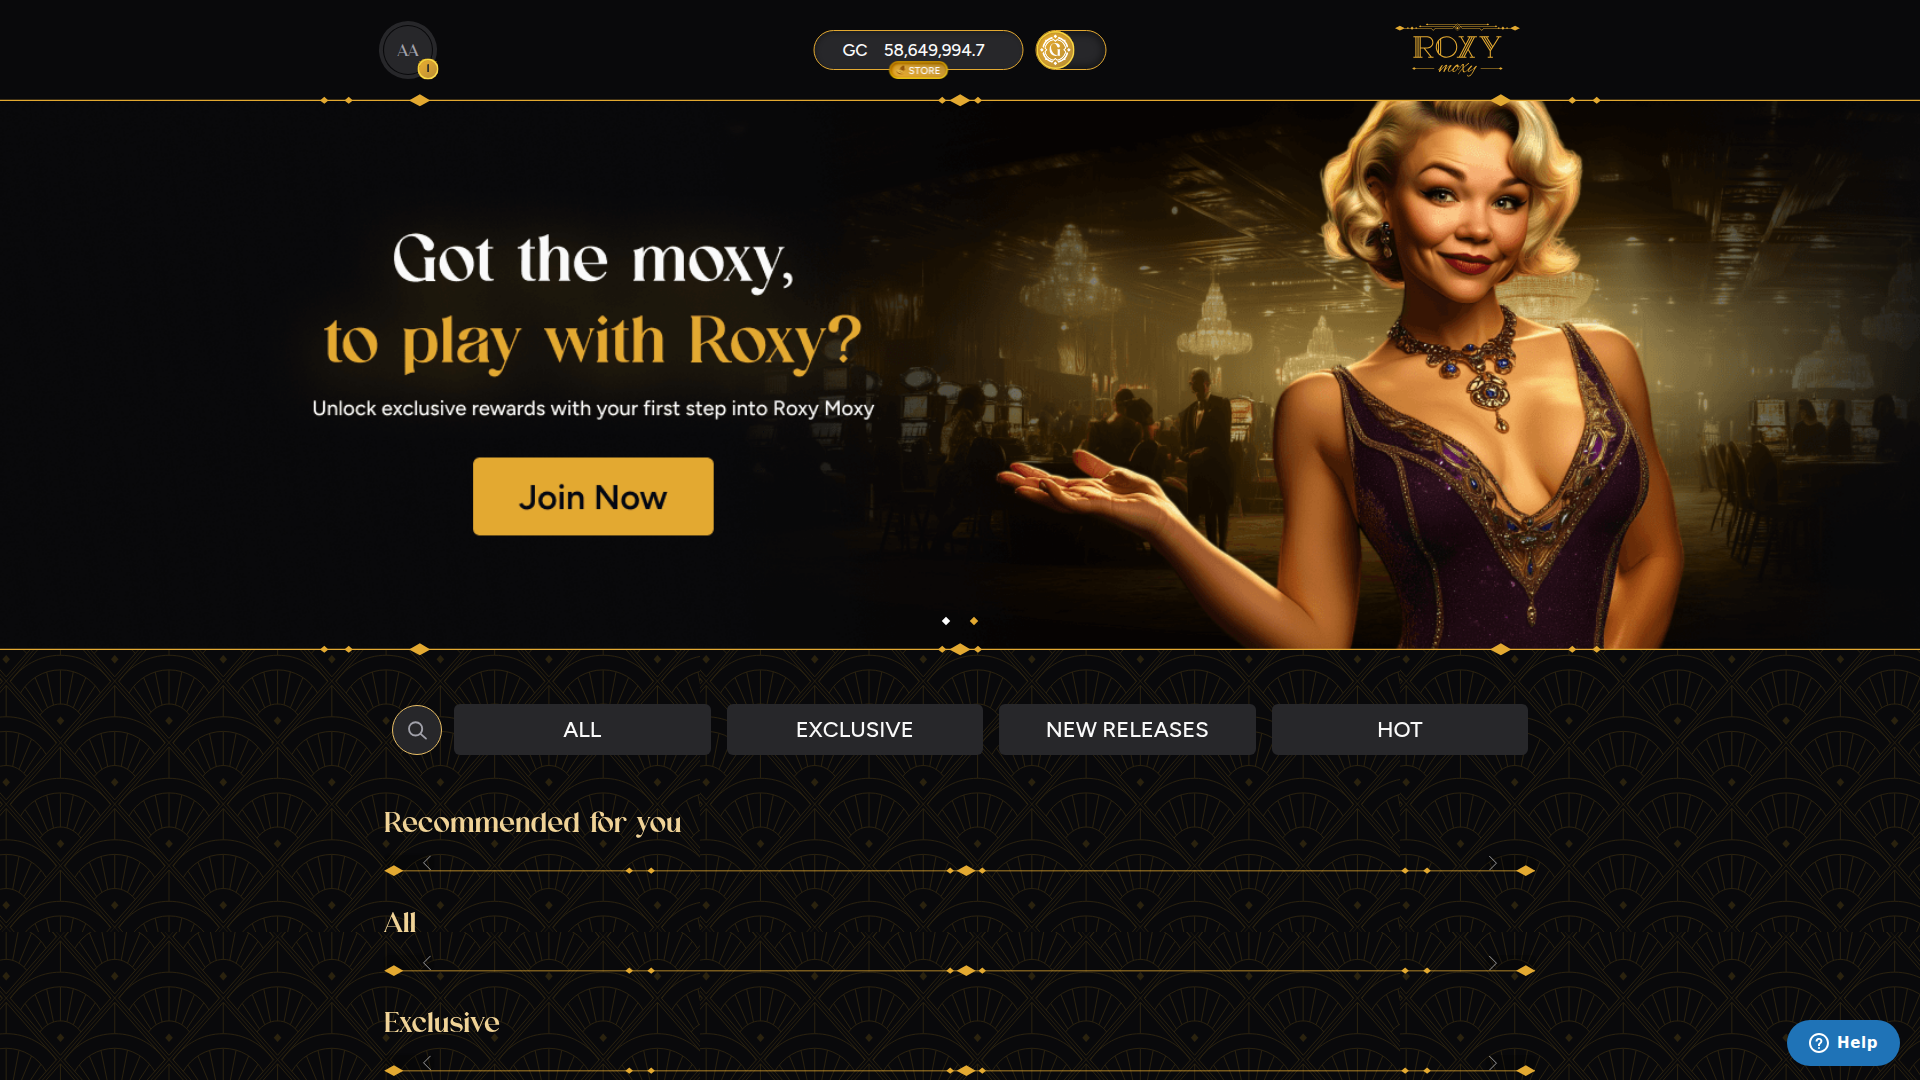 AA
I
GC 58,649,994.7
STORE
G
ROXY
moxy
Got the moxy,
to play with Roxy?
Unlock exclusive rewards with your first step into Roxy Moxy
Join Now
ALL
EXCLUSIVE
NEW RELEASES
HOT
Recommended for you
All
Exclusive
Help